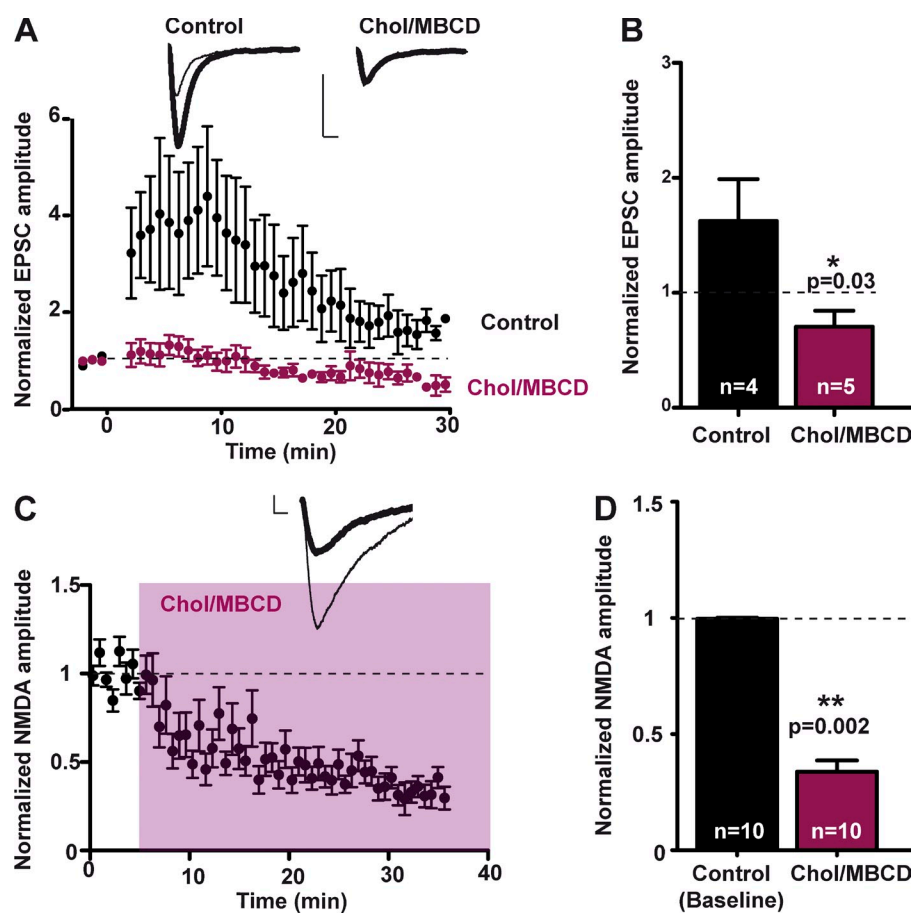 A
Control
Chol/MBCD
Normalized EPSC amplitude
6
4
2
0
0
10
20
30
Time (min)
Control
Chol/MBCD
B
Normalized EPSC amplitude
3
2
1
0
*
p=0.03
n=4
n=5
Control
Chol/MBCD
C
Normalized NMDA amplitude
1.5
1
0.5
0
Chol/MBCD
0
10
20
30
40
Time (min)
D
Normalized NMDA amplitude
1.5
1
0.5
0
**
p=0.002
n=10
n=10
Control
(Baseline)
Chol/MBCD